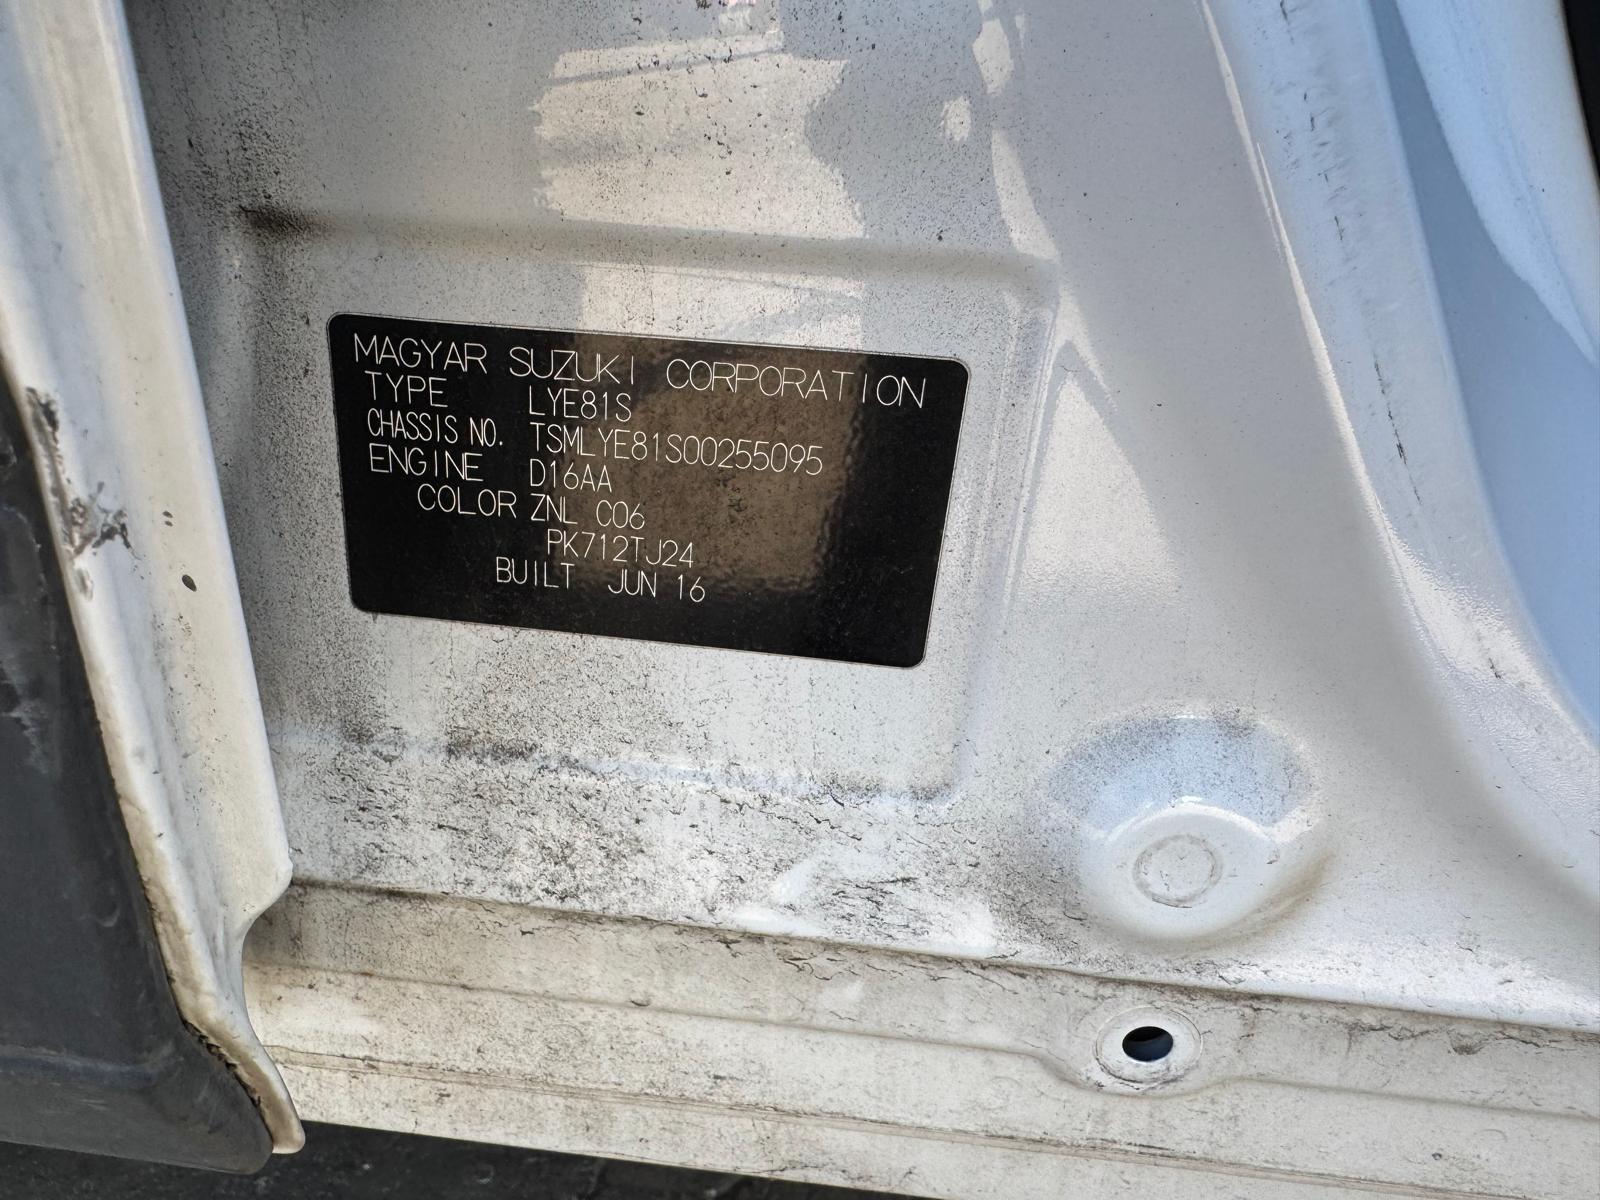 MAGYAR SUZUKI CORPORATION
TYPE LYE81S
CHASSIS NO. TSMLYE81S00255095
ENGINE D16AA
COLOR ZNL C06
PK712TJ24
BUILT JUN 16